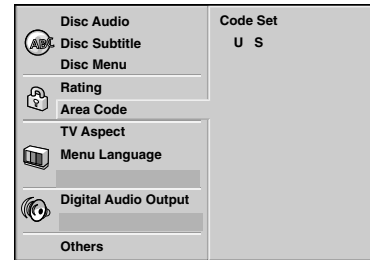 Disc Audio
Disc Subtitle
Disc Menu
Rating
Area Code
TV Aspect
Menu Language
Digital Audio Output
Others
Code Set
U S
ABC